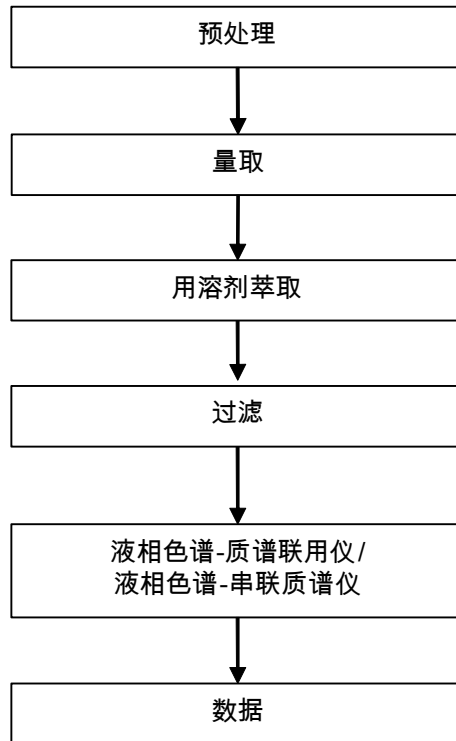 预处理
量取
用溶剂萃取
过滤
液相色谱-质谱联用仪/
液相色谱-串联质谱仪
数据